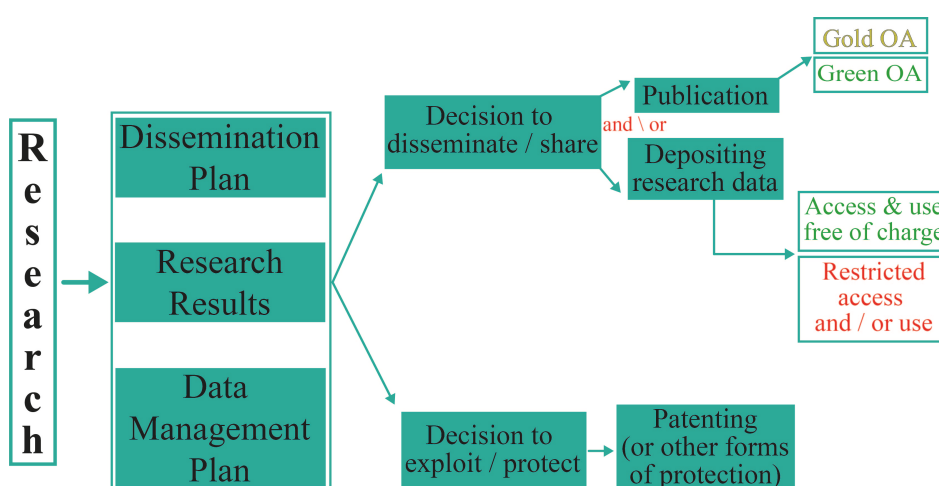 Research
Dissemination
Plan
Research
Results
Data
Management
Plan
Decision to
disseminate / share
and \ or
Publication
Gold OA
Green OA
Depositing
research data
Access & use
free of charge
Restricted
access
and / or use
Decision to
exploit / protect
Patenting
(or other forms
of protection)